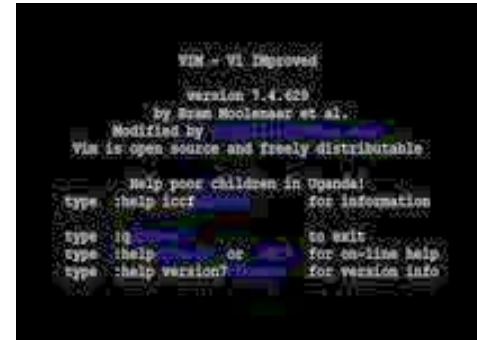 VIM - Vi IMproved
version 7.4.629
by Bram Moolenaar et al.
Modified by
Vim is open source and freely distributable
Help poor children in Uganda!
type :help iccf for information
type :q to exit
type :help or for on-line help
type :help version7 for version info